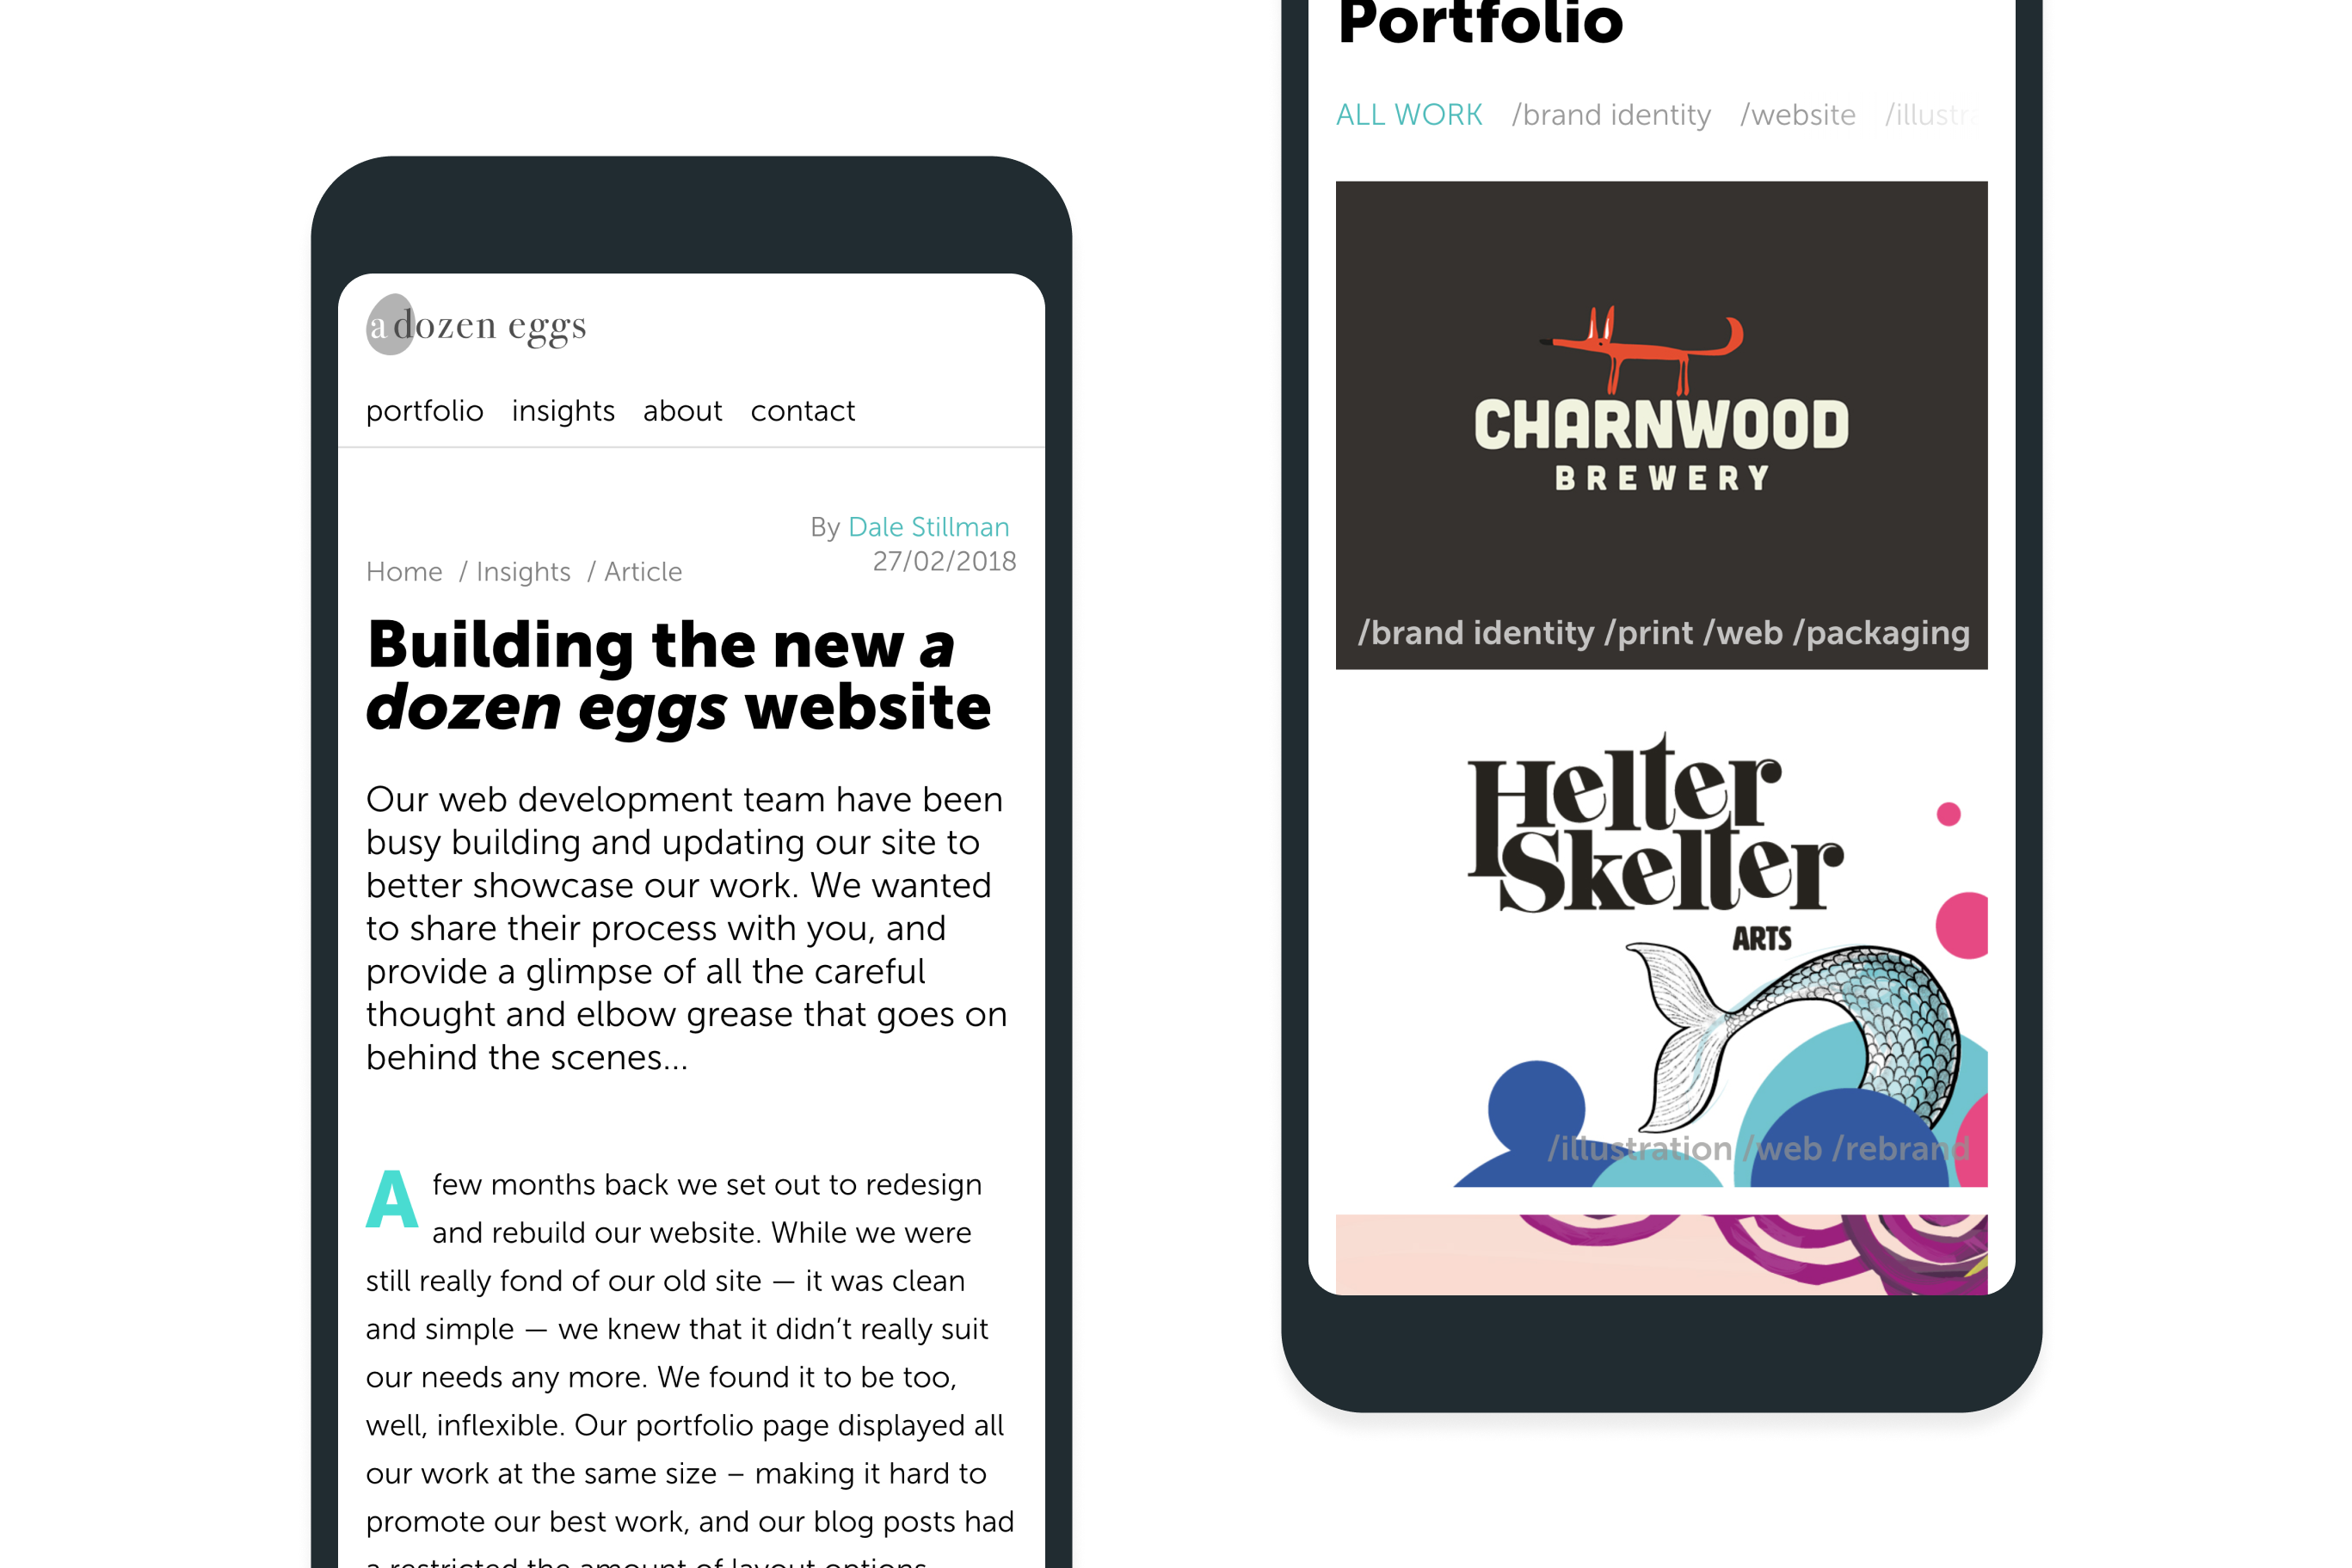 a dozen eggs
portfolio insights about contact
By Dale Stillman
27/02/2018
Home / Insights / Article
Building the new a
dozen eggs website
Our web development team have been
busy building and updating our site to
better showcase our work. We wanted
to share their process with you, and
provide a glimpse of all the careful
thought and elbow grease that goes on
behind the scenes...
A few months back we set out to redesign
and rebuild our website. While we were
still really fond of our old site — it was clean
and simple — we knew that it didn’t really suit
our needs any more. We found it to be too,
well, inflexible. Our portfolio page displayed all
our work at the same size – making it hard to
promote our best work, and our blog posts had
a restricted the amount of layout options
Portfolio
ALL WORK /brand identity /website /illustra
CHARNWOOD
BREWERY
/brand identity /print /web /packaging
Helter
Skelter
ARTS
/illustration /web /rebrand